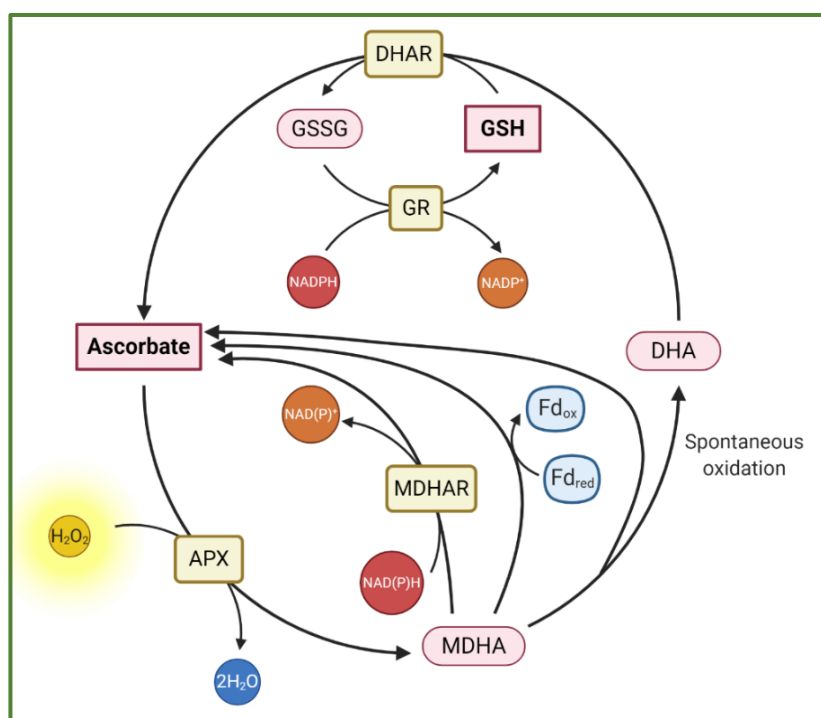 DHAR
GSSG
GSH
GR
NADPH
NADP⁺
Ascorbate
DHA
NAD(P)⁺
Fdox
Spontaneous
oxidation
Fdred
MDHAR
H₂O₂
APX
NAD(P)H
MDHA
2H₂O